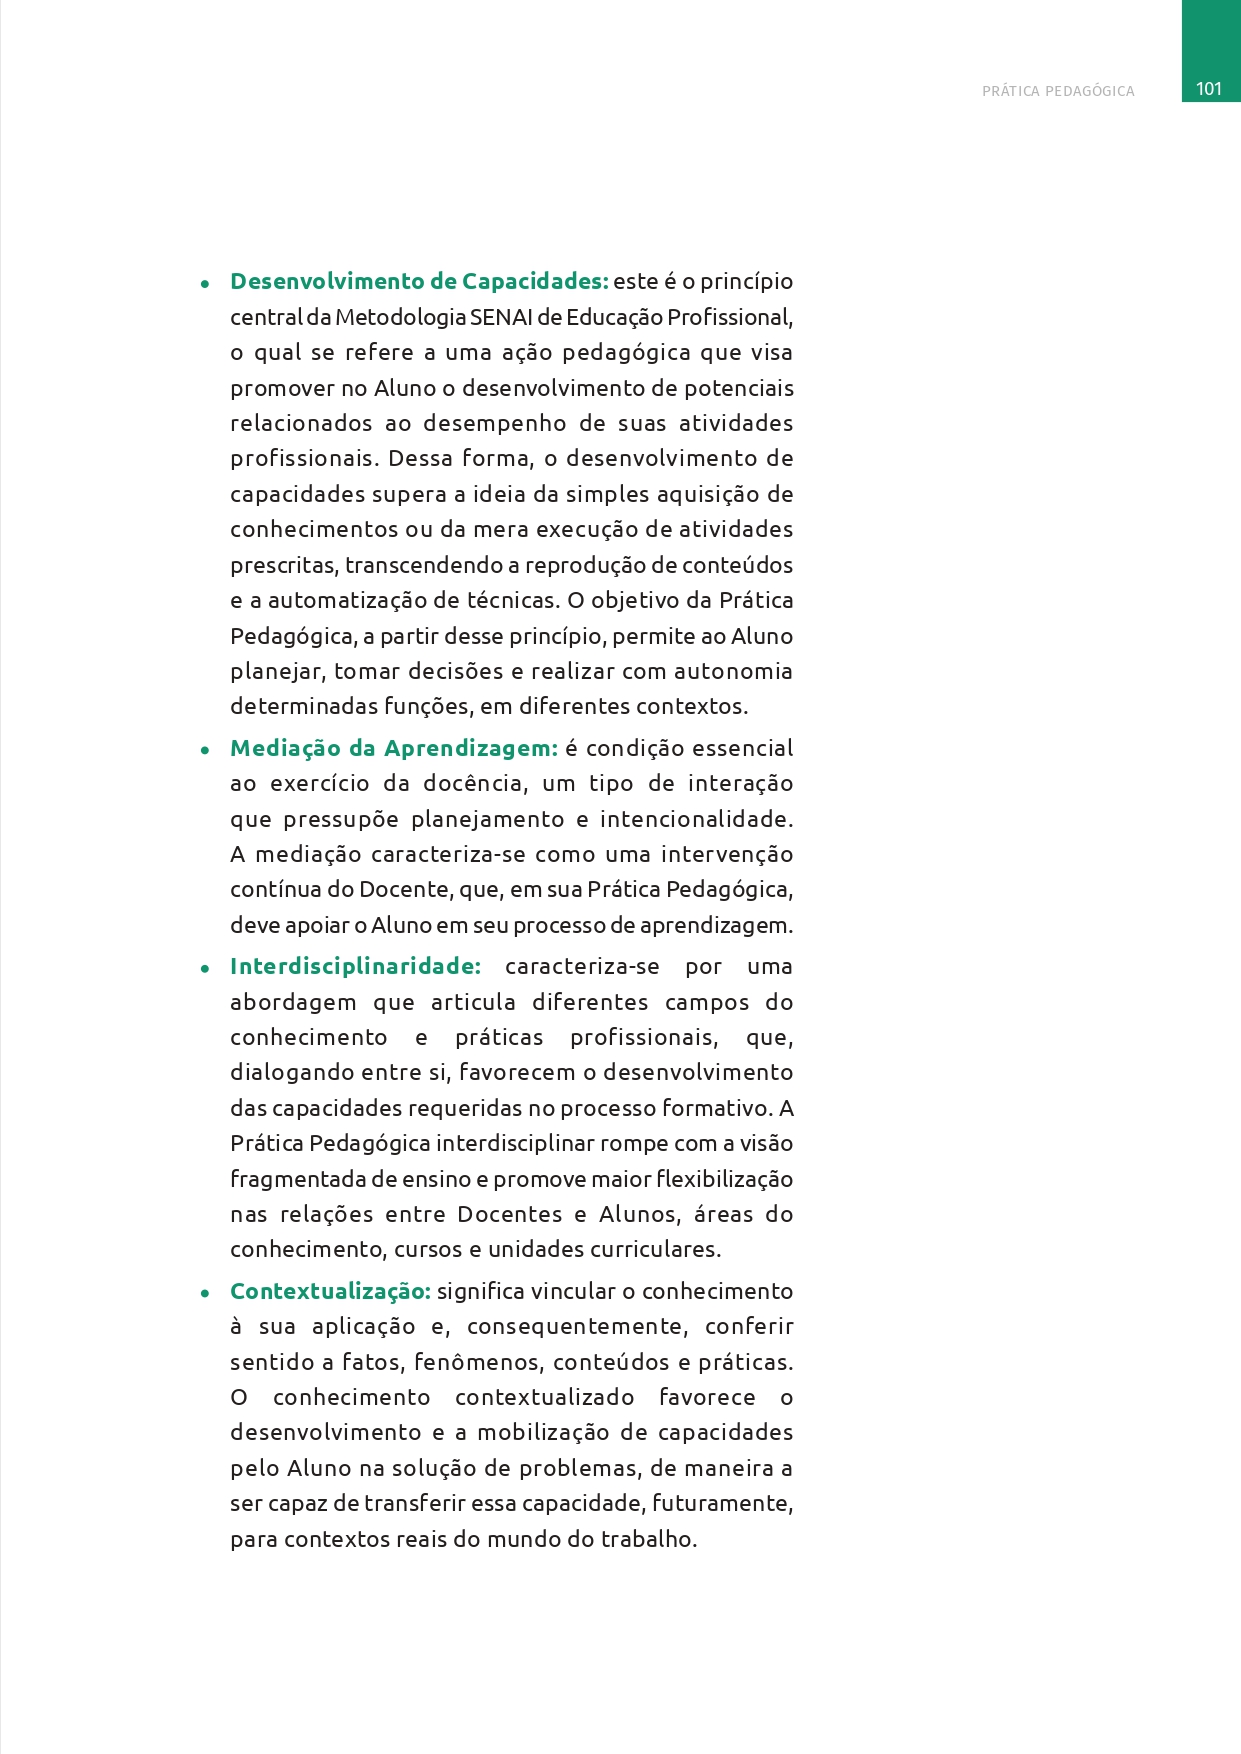 PRÁTICA PEDAGÓGICA
101
• Desenvolvimento de Capacidades: este é o princípio
central da Metodologia SENAI de Educação Profissional,
o qual se refere a uma ação pedagógica que visa
promover no Aluno o desenvolvimento de potenciais
relacionados ao desempenho de suas atividades
profissionais. Dessa forma, o desenvolvimento de
capacidades supera a ideia da simples aquisição de
conhecimentos ou da mera execução de atividades
prescritas, transcendendo a reprodução de conteúdos
e a automatização de técnicas. O objetivo da Prática
Pedagógica, a partir desse princípio, permite ao Aluno
planejar, tomar decisões e realizar com autonomia
determinadas funções, em diferentes contextos.
• Mediação da Aprendizagem: é condição essencial
ao exercício da docência, um tipo de interação
que pressupõe planejamento e intencionalidade.
A mediação caracteriza-se como uma intervenção
contínua do Docente, que, em sua Prática Pedagógica,
deve apoiar o Aluno em seu processo de aprendizagem.
• Interdisciplinaridade: caracteriza-se por uma
abordagem que articula diferentes campos do
conhecimento e práticas profissionais, que,
dialogando entre si, favorecem o desenvolvimento
das capacidades requeridas no processo formativo. A
Prática Pedagógica interdisciplinar rompe com a visão
fragmentada de ensino e promove maior flexibilização
nas relações entre Docentes e Alunos, áreas do
conhecimento, cursos e unidades curriculares.
• Contextualização: significa vincular o conhecimento
à sua aplicação e, consequentemente, conferir
sentido a fatos, fenômenos, conteúdos e práticas.
O conhecimento contextualizado favorece o
desenvolvimento e a mobilização de capacidades
pelo Aluno na solução de problemas, de maneira a
ser capaz de transferir essa capacidade, futuramente,
para contextos reais do mundo do trabalho.